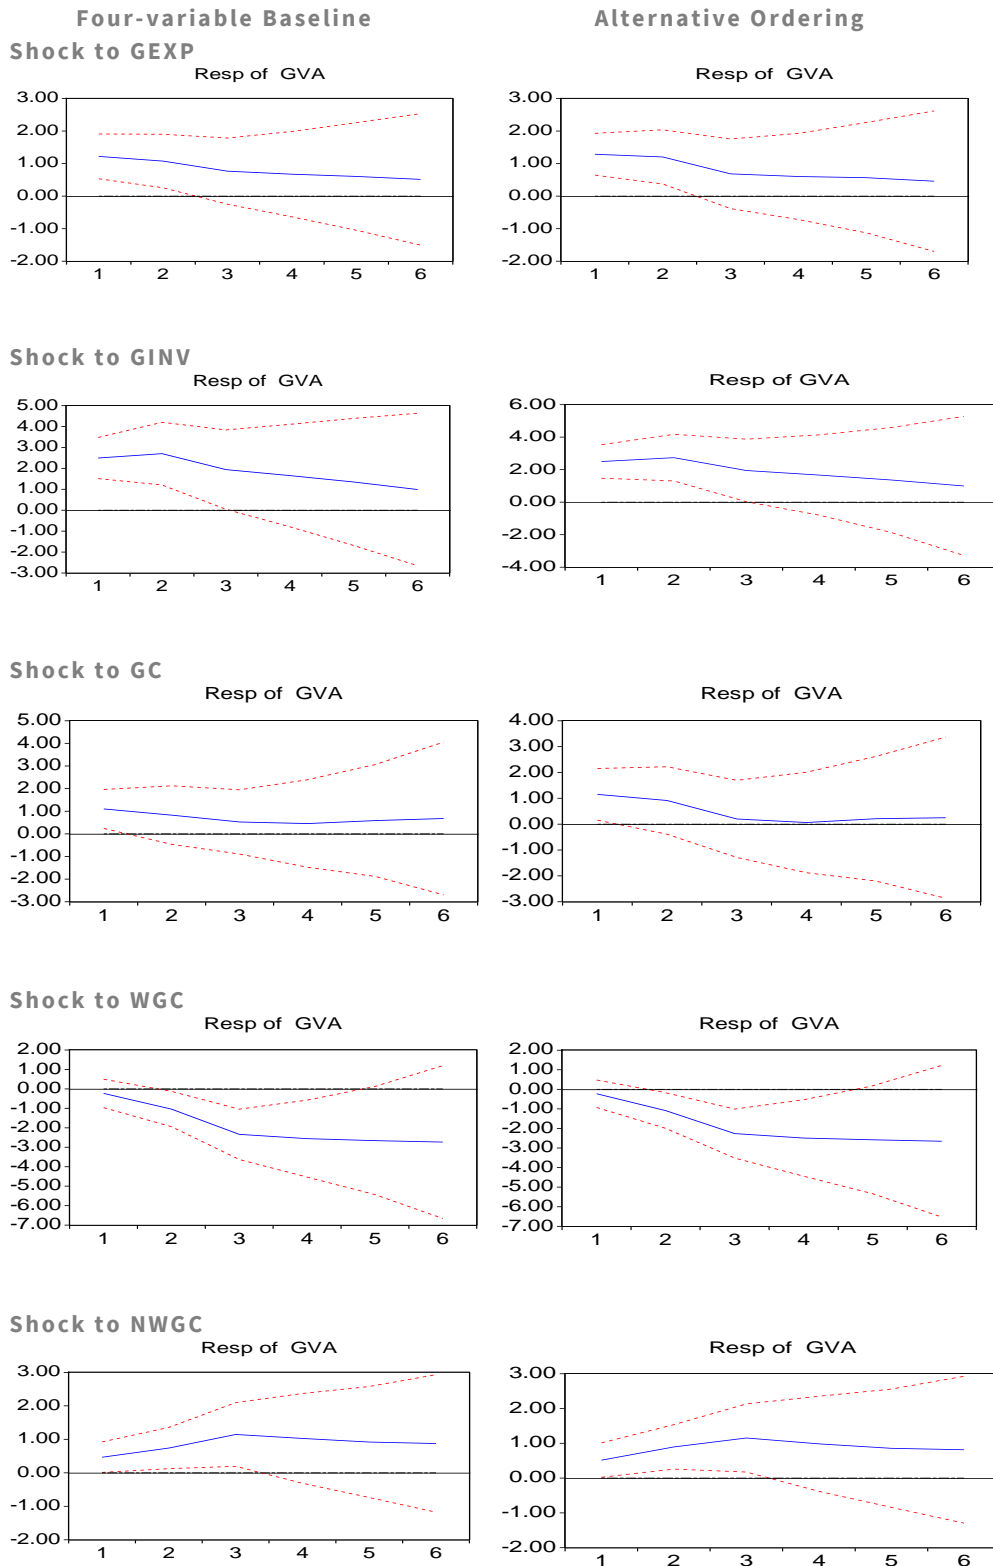 Four-variable Baseline
Alternative Ordering
Shock to GEXP
Resp of GVA
3.00
2.00
1.00
0.00
-1.00
-2.00
1 2 3 4 5 6
Resp of GVA
3.00
2.00
1.00
0.00
-1.00
-2.00
1 2 3 4 5 6
Shock to GINV
Resp of GVA
5.00
4.00
3.00
2.00
1.00
0.00
-1.00
-2.00
-3.00
1 2 3 4 5 6
Resp of GVA
6.00
4.00
2.00
0.00
-2.00
-4.00
1 2 3 4 5 6
Shock to GC
Resp of GVA
5.00
4.00
3.00
2.00
1.00
0.00
-1.00
-2.00
-3.00
1 2 3 4 5 6
Resp of GVA
4.00
3.00
2.00
1.00
0.00
-1.00
-2.00
-3.00
1 2 3 4 5 6
Shock to WGC
Resp of GVA
2.00
1.00
0.00
-1.00
-2.00
-3.00
-4.00
-5.00
-6.00
-7.00
1 2 3 4 5 6
Resp of GVA
2.00
1.00
0.00
-1.00
-2.00
-3.00
-4.00
-5.00
-6.00
-7.00
1 2 3 4 5 6
Shock to NWGC
Resp of GVA
3.00
2.00
1.00
0.00
-1.00
-2.00
1 2 3 4 5 6
Resp of GVA
3.00
2.00
1.00
0.00
-1.00
-2.00
1 2 3 4 5 6